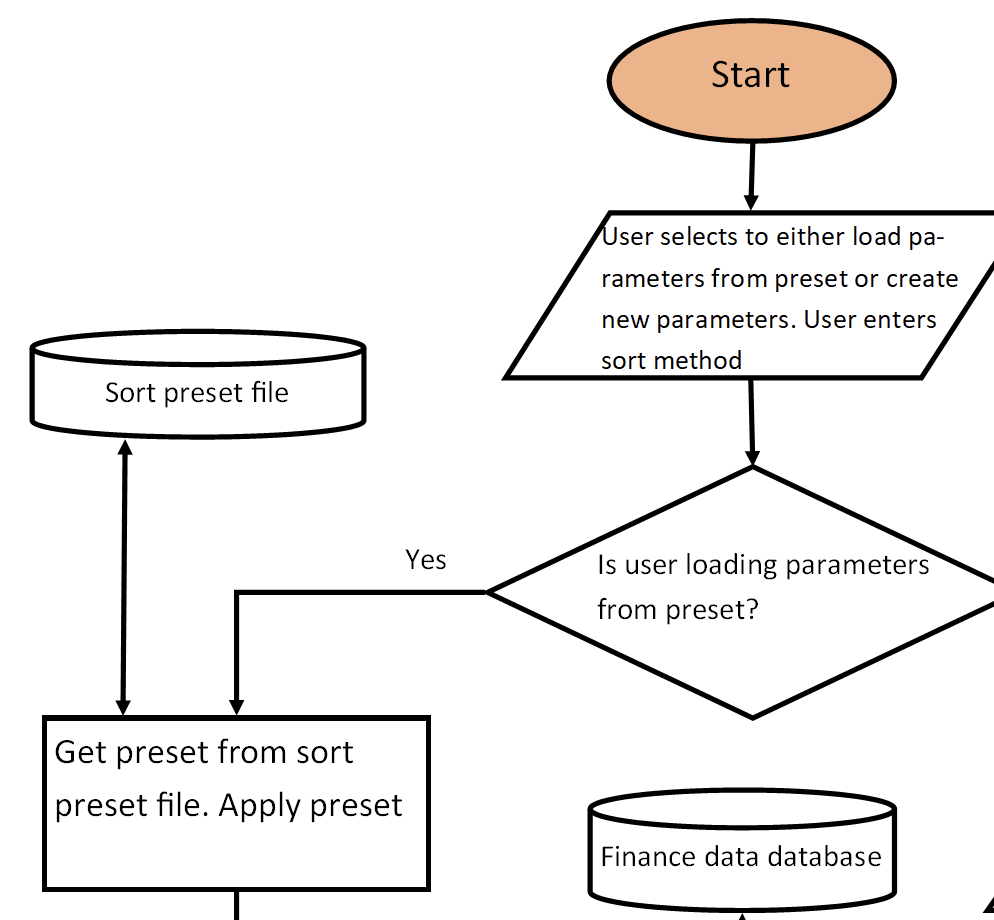 Start
User selects to either load pa-
rameters from preset or create
new parameters. User enters
sort method
Sort preset file
Yes
Is user loading parameters
from preset?
Get preset from sort
preset file. Apply preset
Finance data database